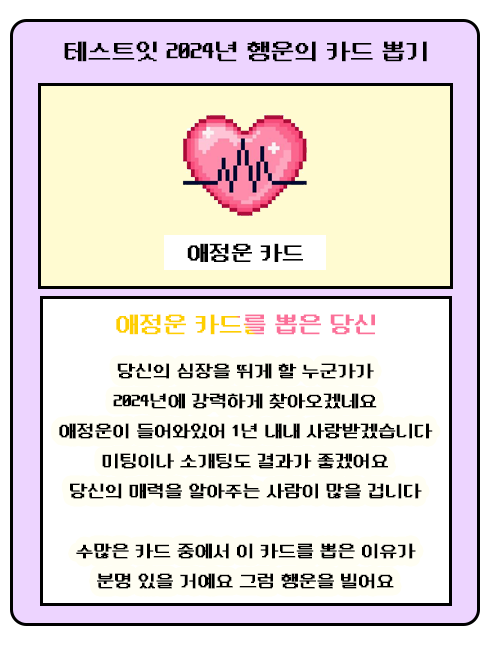 테스트잇 2024년 행운의 카드 뽑기
애정운 카드
애정운 카드를 뽑은 당신
당신의 심장을 뛰게 할 누군가가
2024년에 강력하게 찾아오겠네요
애정운이 들어와있어 1년 내내 사랑받겠습니다
미팅이나 소개팅도 결과가 좋겠어요
당신의 매력을 알아주는 사람이 많을 겁니다
수많은 카드 중에서 이 카드를 뽑은 이유가
분명 있을 거예요 그럼 행운을 빌어요